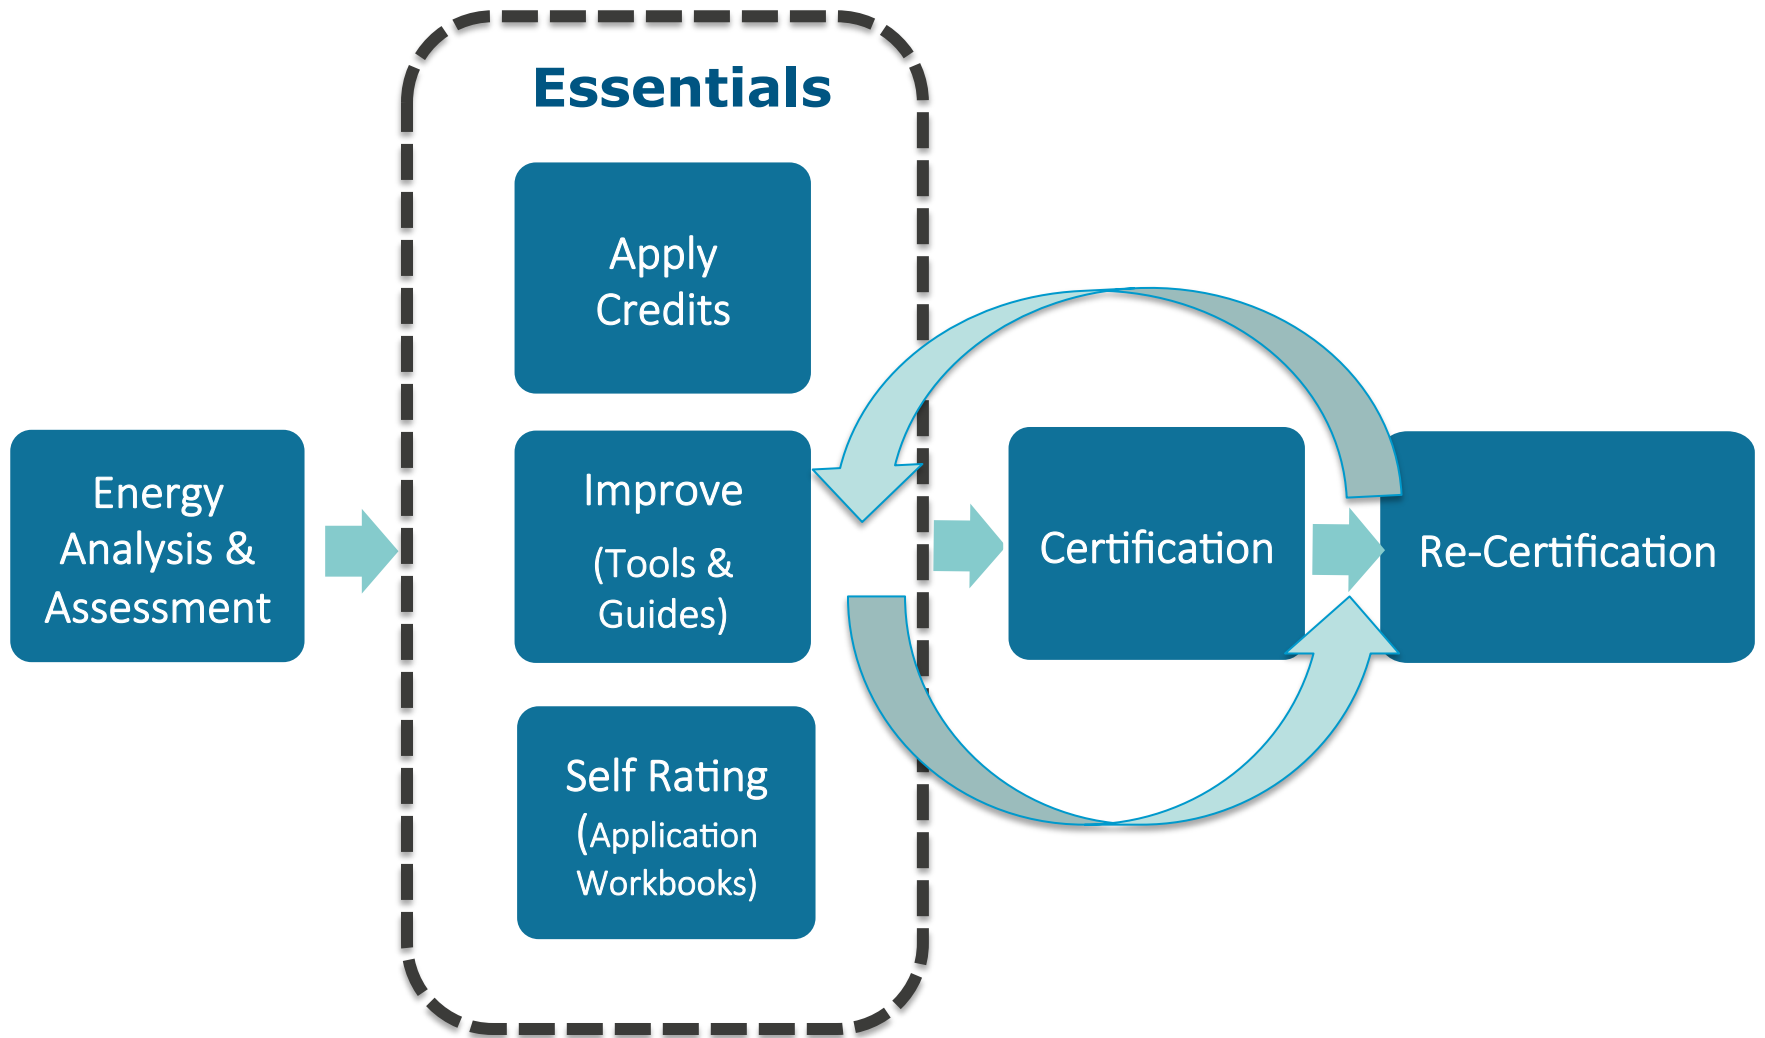 Essentials
Apply
Credits
Energy
Analysis &
Assessment
Improve
(Tools &
Guides)
Certification
Re-Certification
Self Rating
(Application
Workbooks)